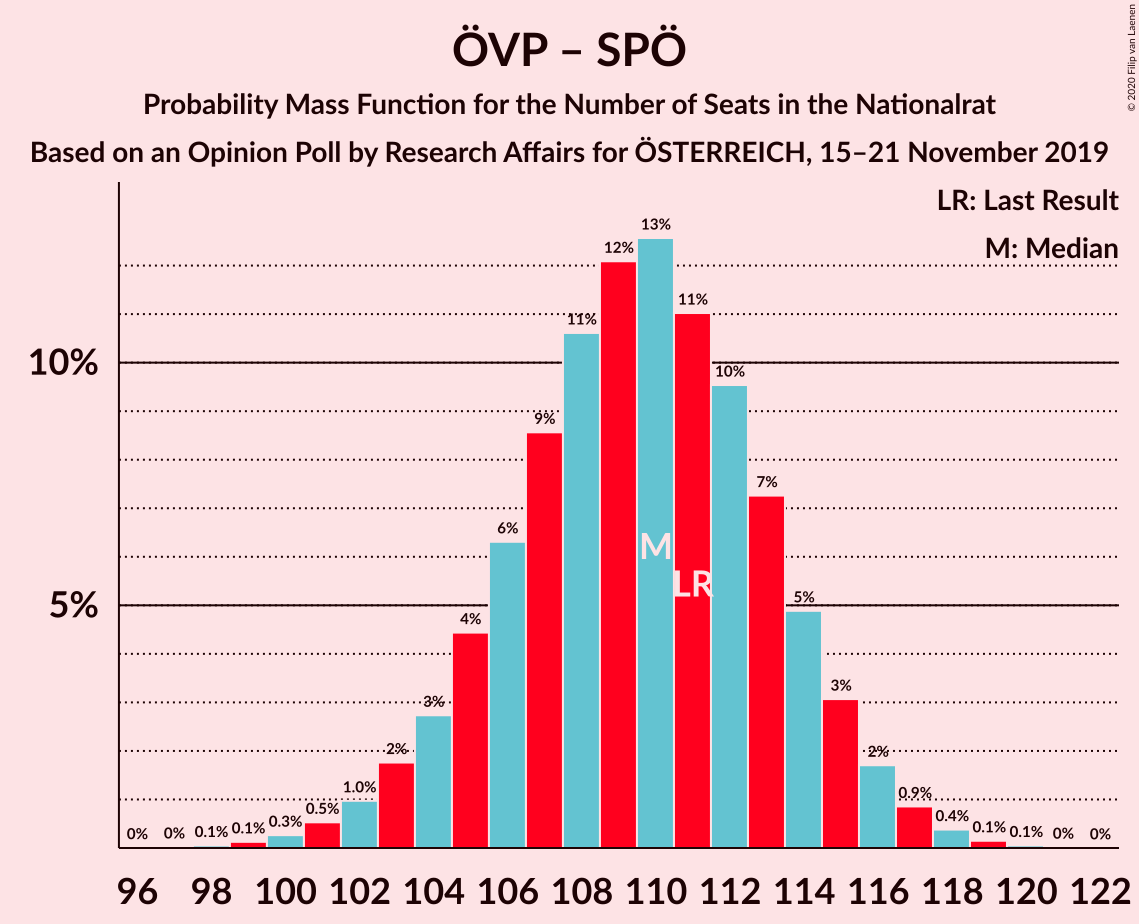 ÖVP – SPÖ
Probability Mass Function for the Number of Seats in the Nationalrat
Based on an Opinion Poll by Research Affairs for ÖSTERREICH, 15–21 November 2019
© 2020 Filip van Laenen
LR: Last Result
M: Median
10%
5%
0% 0% 0.1% 0.1% 0.3% 0.5% 1.0% 2% 3% 4% 6% 9% 11% 12% 13% 11% 10% 7% 5% 3% 2% 0.9% 0.4% 0.1% 0.1% 0% 0%
M
LR
96 98 100 102 104 106 108 110 112 114 116 118 120 122